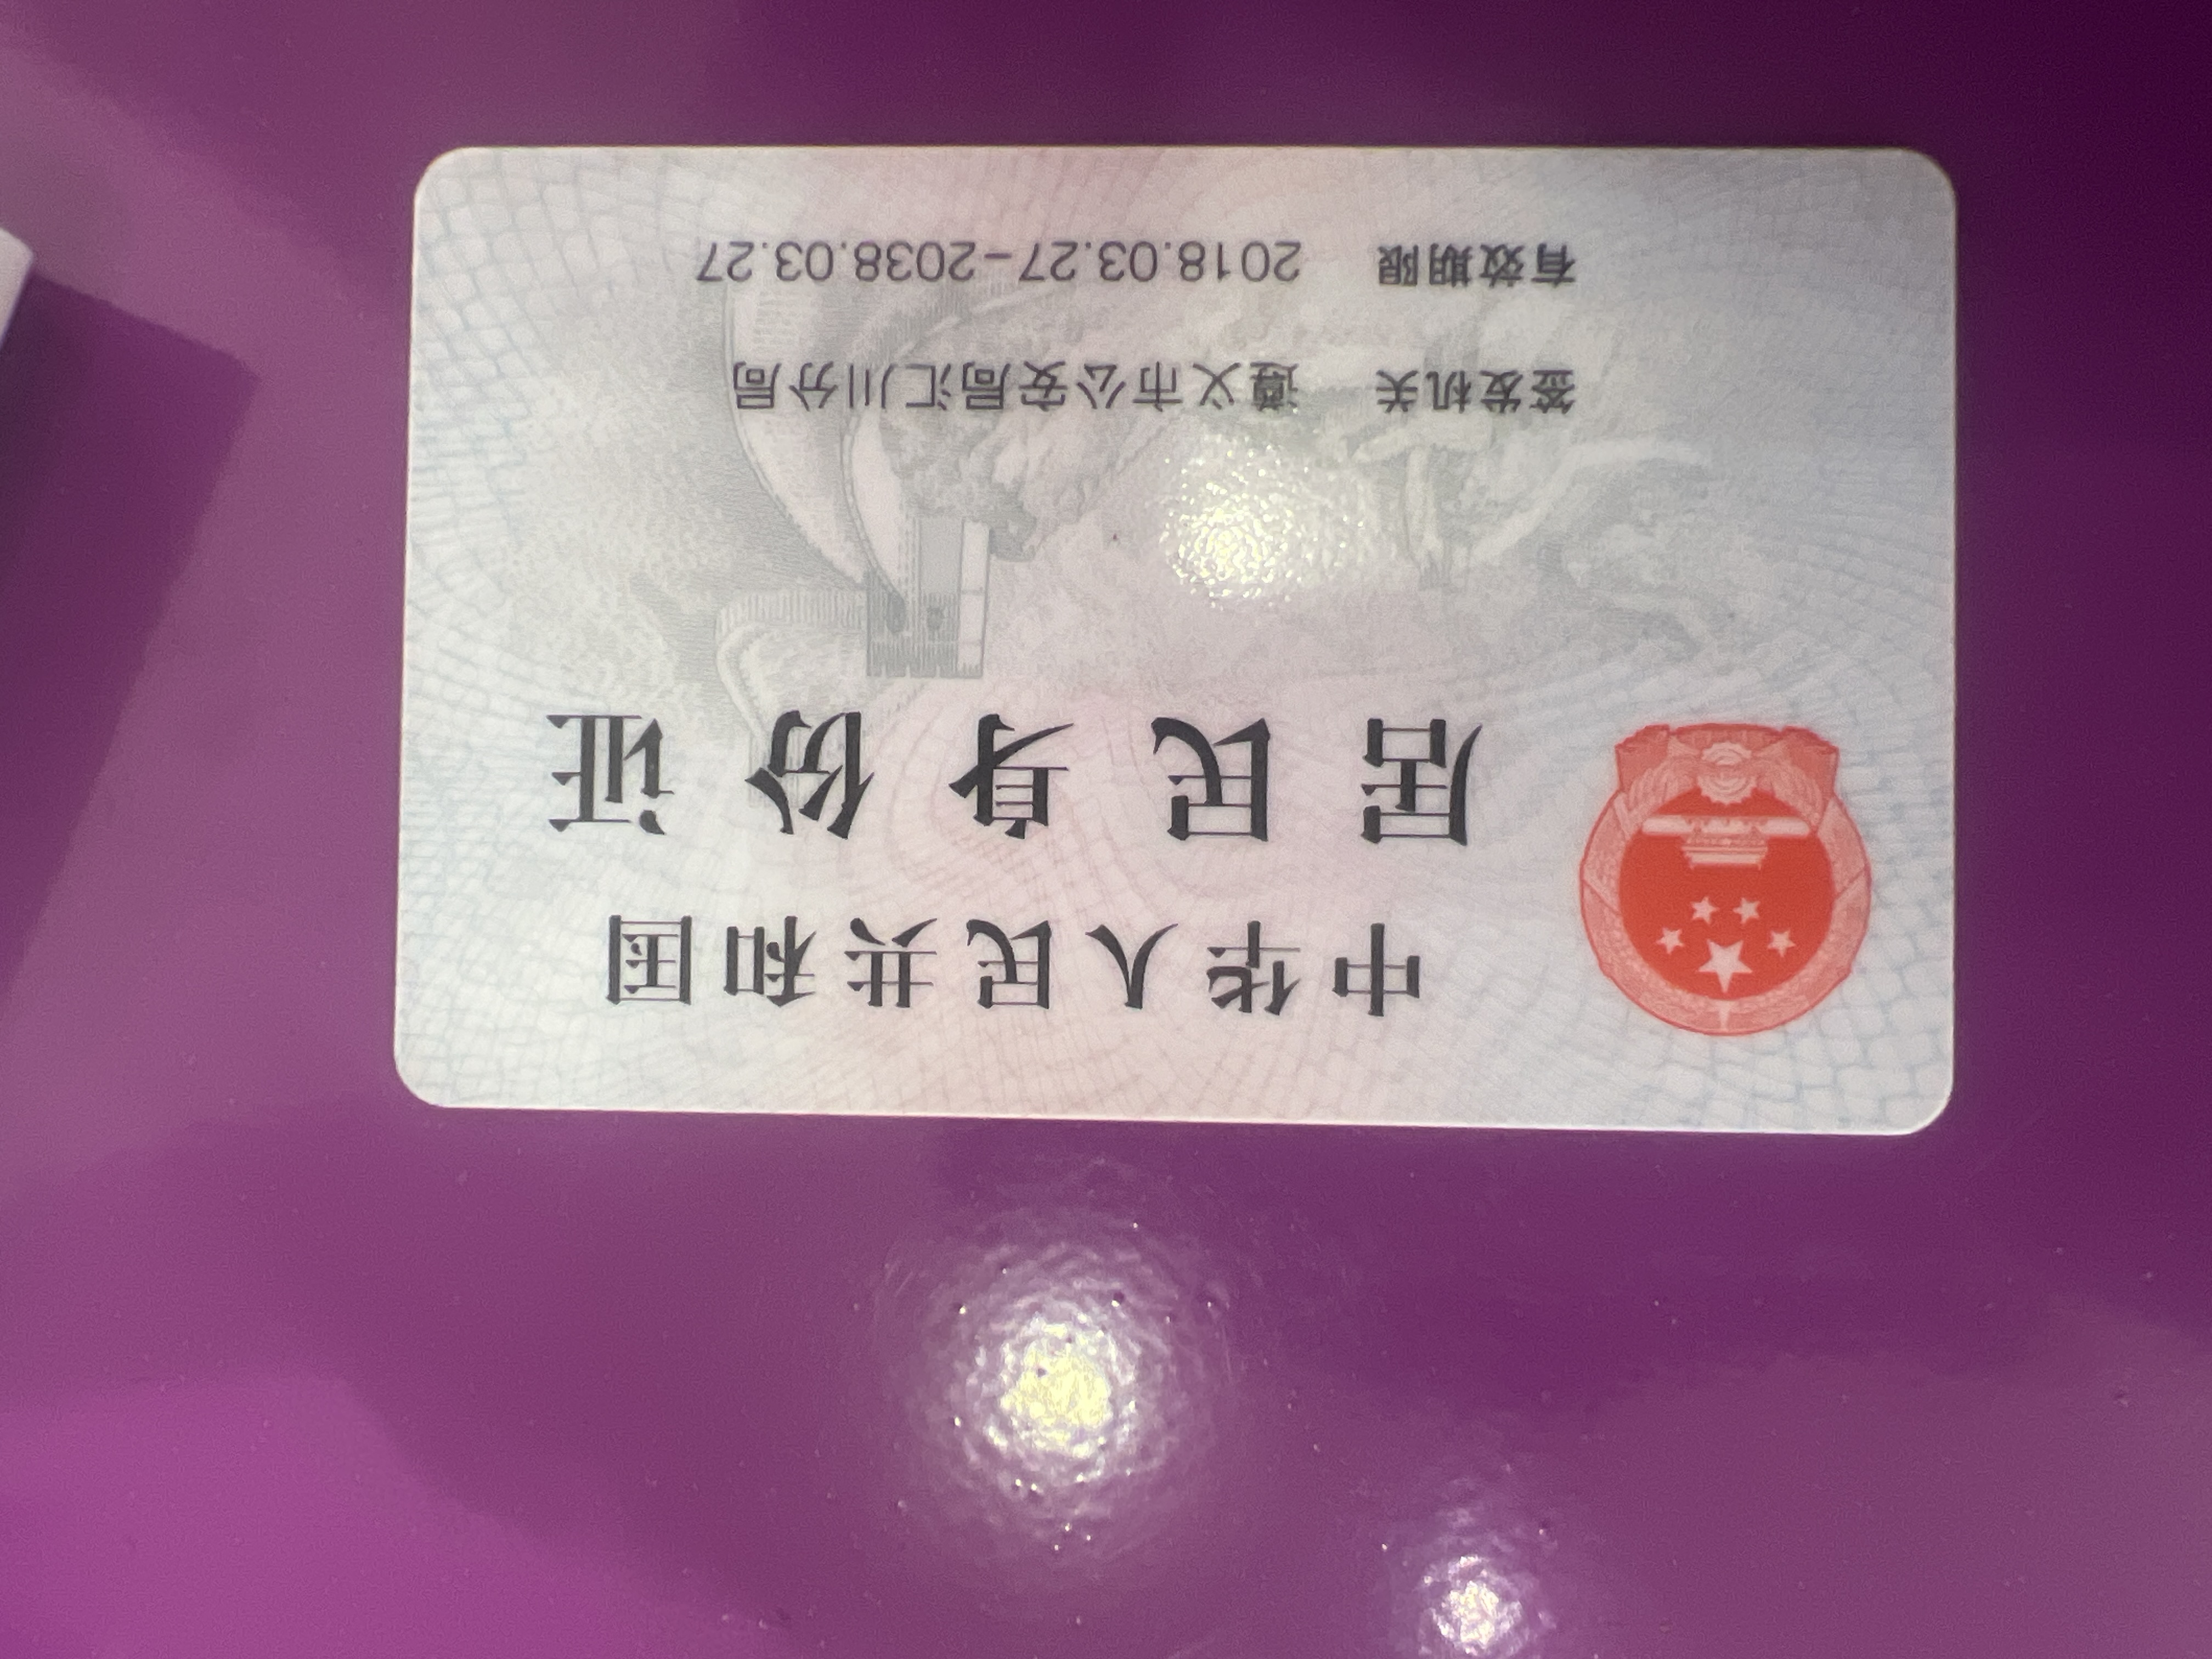 中华人民共和国
居民身份证
签发机关 遵义市公安局汇川分局
有效期限 2018.03.27-2038.03.27